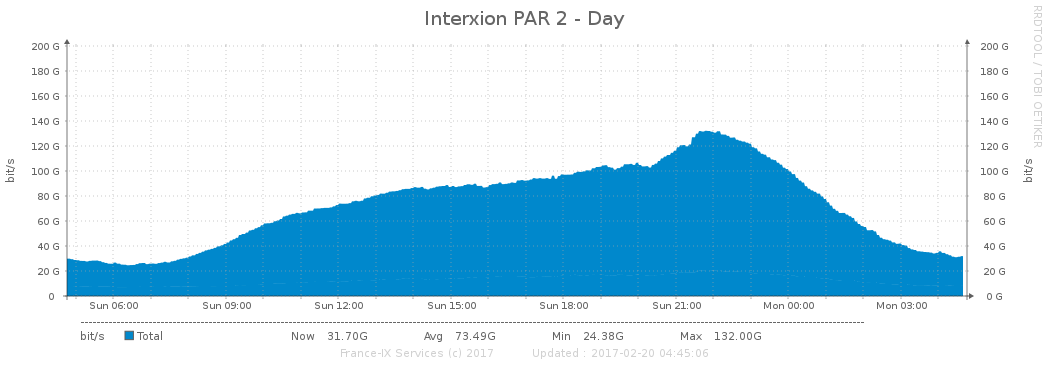 Interxion PAR 2 - Day
RRDTOOL / TOBI OETIKER
200 G 200 G
180 G 180 G
160 G 160 G
140 G 140 G
120 G 120 G
100 G 100 G
80 G 80 G
60 G 60 G
40 G 40 G
20 G 20 G
0 0 G
bit/s bit/s
Sun 06:00 Sun 09:00 Sun 12:00 Sun 15:00 Sun 18:00 Sun 21:00 Mon 00:00 Mon 03:00
bit/s Total Now 31.70G Avg 73.49G Min 24.38G Max 132.00G
France-IX Services (c) 2017 Updated : 2017-02-20 04:45:06